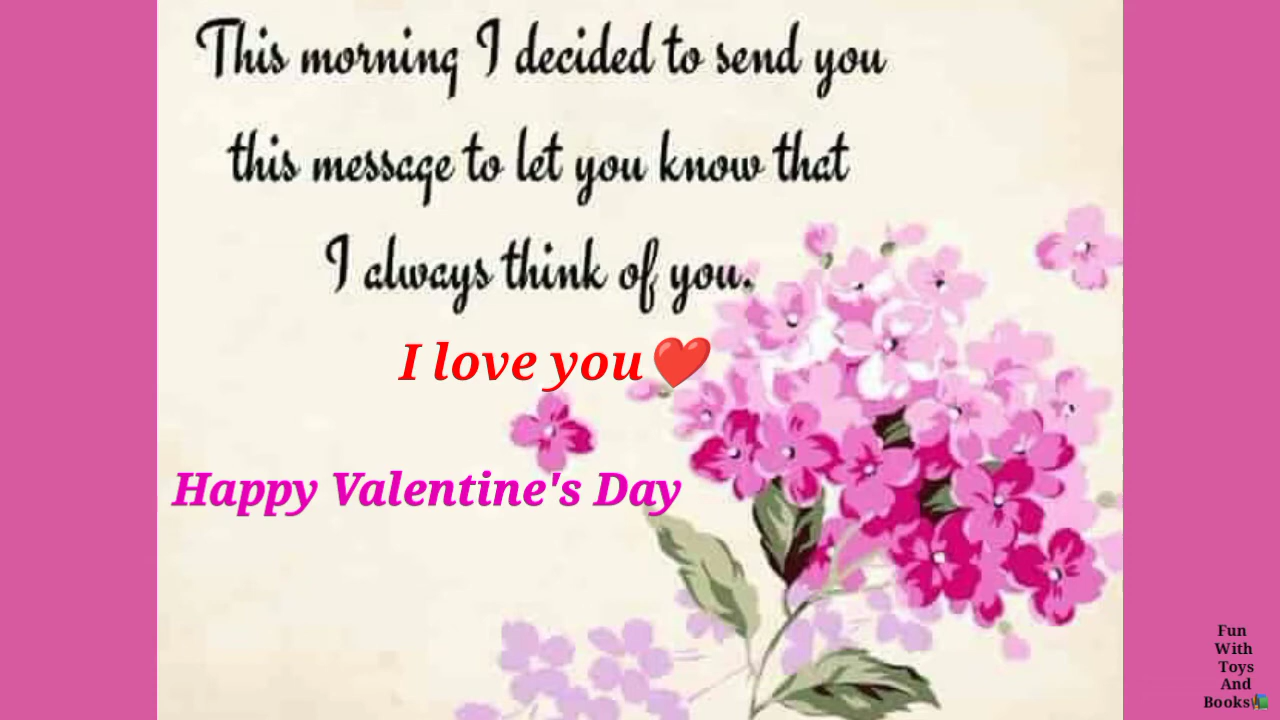 This morning I decided to send you
this message to let you know that
I always think of you.
I love you❤️
Happy Valentine's Day
Fun
With
Toys
And
Books